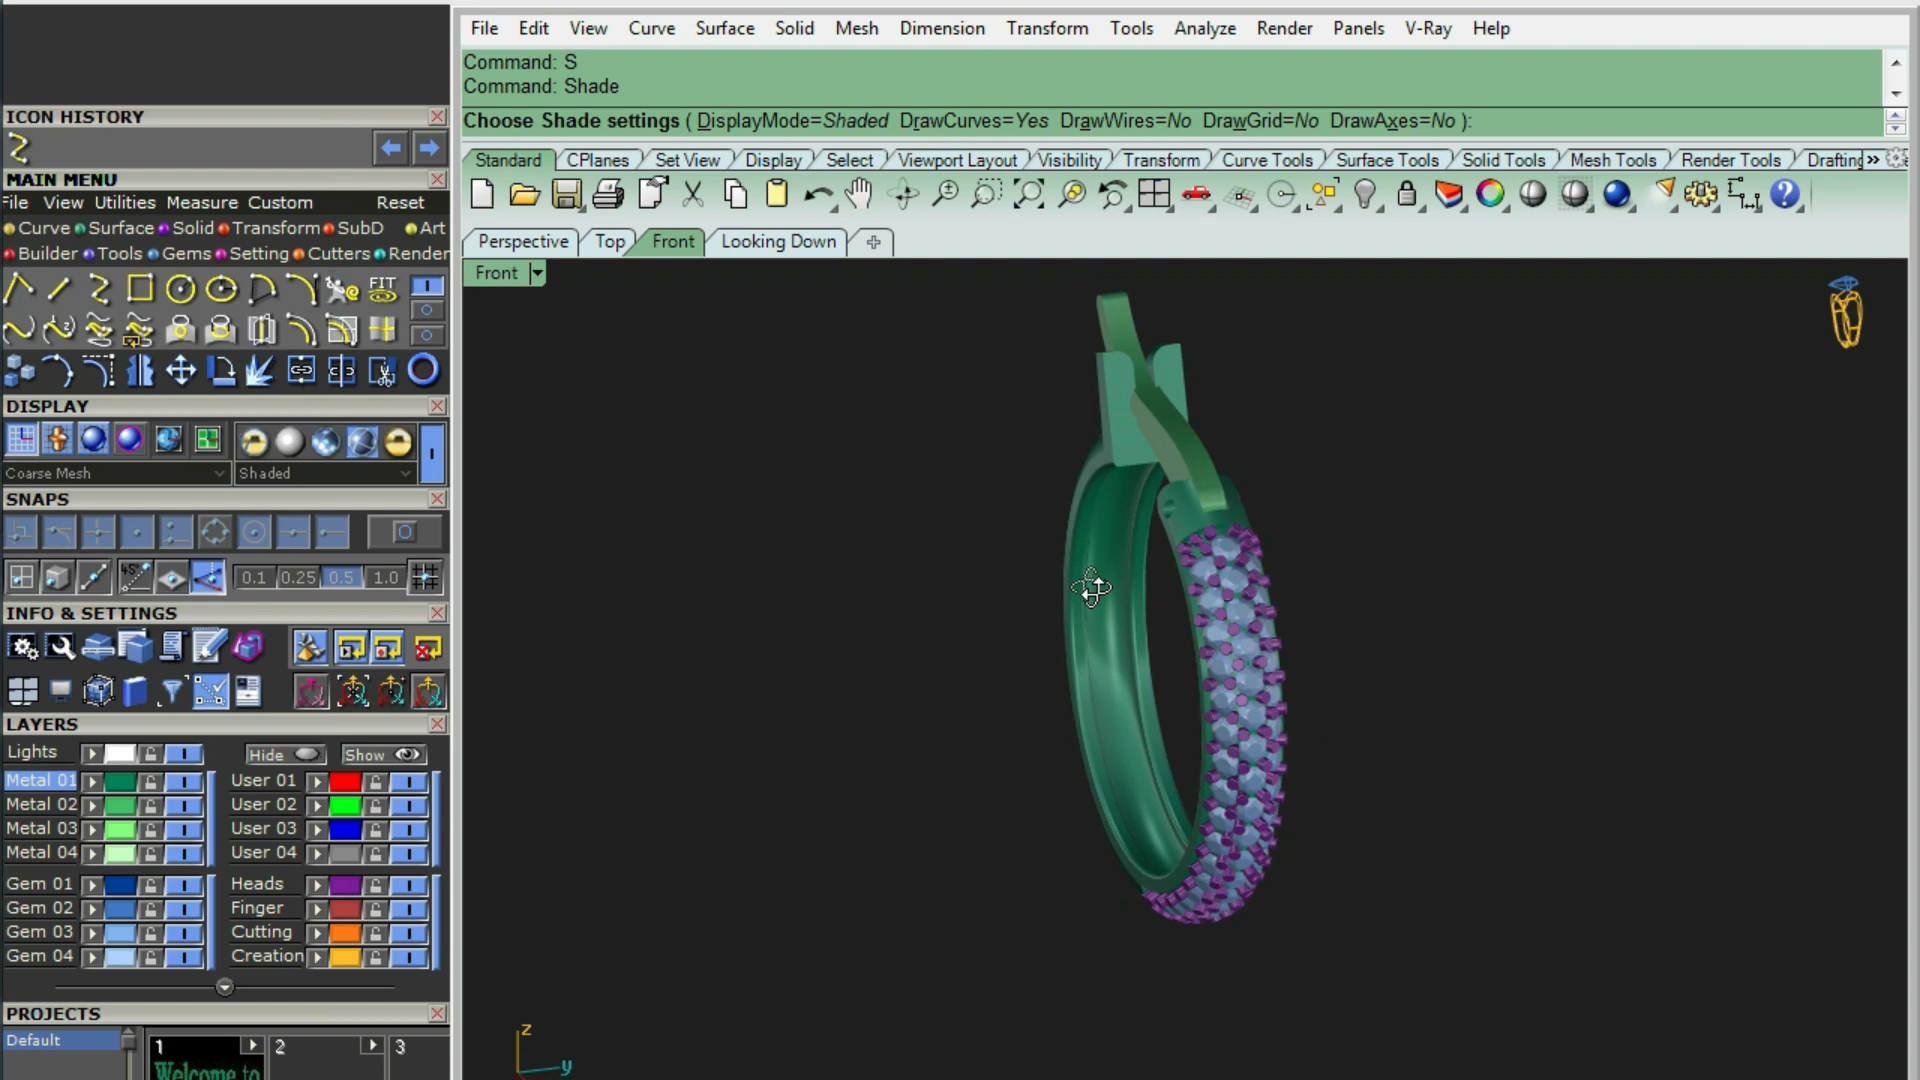 ICON HISTORY
MAIN MENU
File View Utilities Measure Custom Reset
Curve Surface Solid Transform SubD Art
Builder Tools Gems Setting Cutters Render
FIT
DISPLAY
Coarse Mesh Shaded
SNAPS
45°
0.1 0.25 0.5 1.0
INFO & SETTINGS
LAYERS
Lights Hide Show
Metal 01 User 01
Metal 02 User 02
Metal 03 User 03
Metal 04 User 04
Gem 01 Heads
Gem 02 Finger
Gem 03 Cutting
Gem 04 Creation
PROJECTS
Default 1 2 3
Welcome to
File Edit View Curve Surface Solid Mesh Dimension Transform Tools Analyze Render Panels V-Ray Help
Command: S
Command: Shade
Choose Shade settings ( DisplayMode=Shaded DrawCurves=Yes DrawWires=No DrawGrid=No DrawAxes=No ):
Standard CPlanes Set View Display Select Viewport Layout Visibility Transform Curve Tools Surface Tools Solid Tools Mesh Tools Render Tools Drafting »
Perspective Top Front Looking Down
Front
z
y